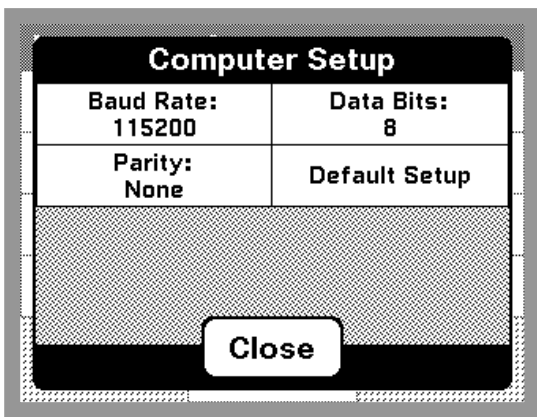 Computer Setup
Baud Rate:
115200
Data Bits:
8
Parity:
None
Default Setup
Close